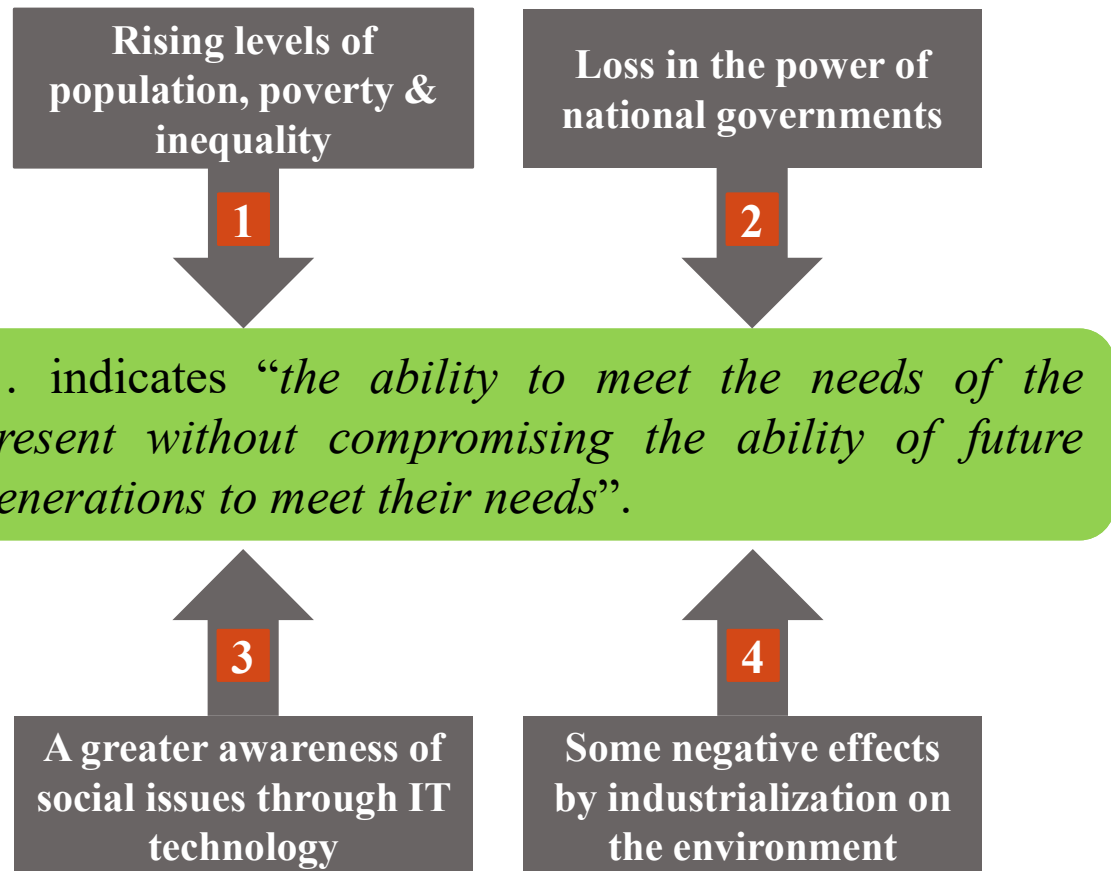 Rising levels of
population, poverty &
inequality
Loss in the power of
national governments
1
2
. indicates “the ability to meet the needs of the
resent without compromising the ability of future
enerations to meet their needs”.
3
4
A greater awareness of
social issues through IT
technology
Some negative effects
by industrialization on
the environment